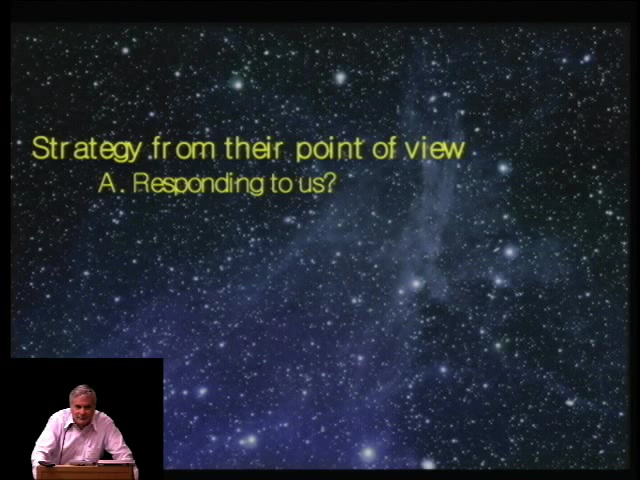 Strategy from their point of view
A. Responding to us?